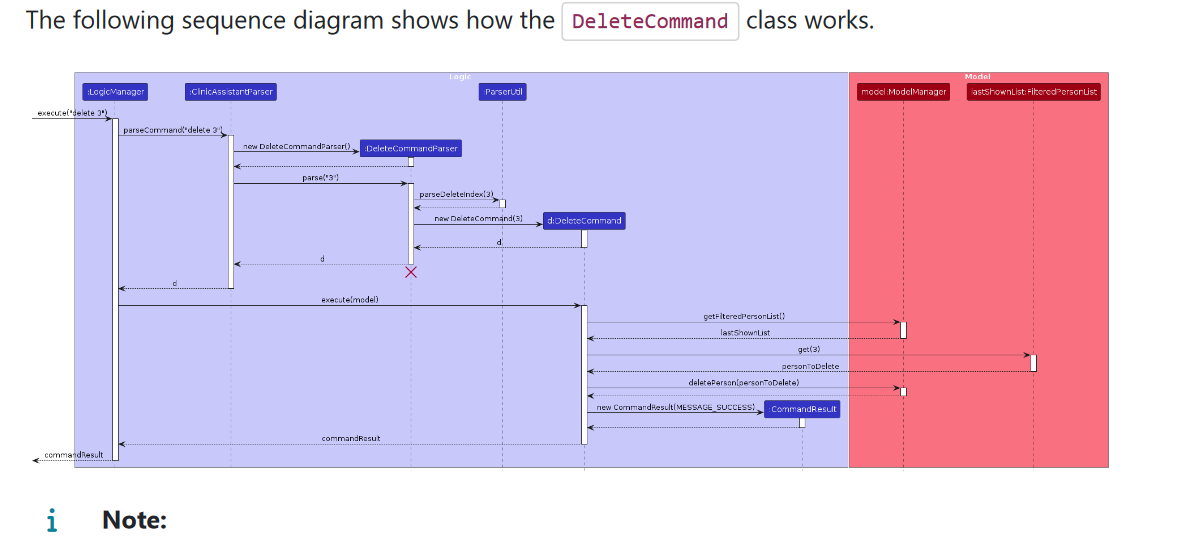 The following sequence diagram shows how the DeleteCommand class works.
Logic
Model
:LogicManager
:ClinicAssistantParser
:ParserUtil
model:ModelManager
lastShownList:FilteredPersonList
execute("delete 3")
parseCommand("delete 3")
new DeleteCommandParser()
:DeleteCommandParser
parse("3")
parseDeleteIndex(3)
new DeleteCommand(3)
d:DeleteCommand
d
d
d
execute(model)
getFilteredPersonList()
lastShownList
get(3)
personToDelete
deletePerson(personToDelete)
new CommandResult(MESSAGE_SUCCESS)
:CommandResult
commandResult
commandResult
i Note: